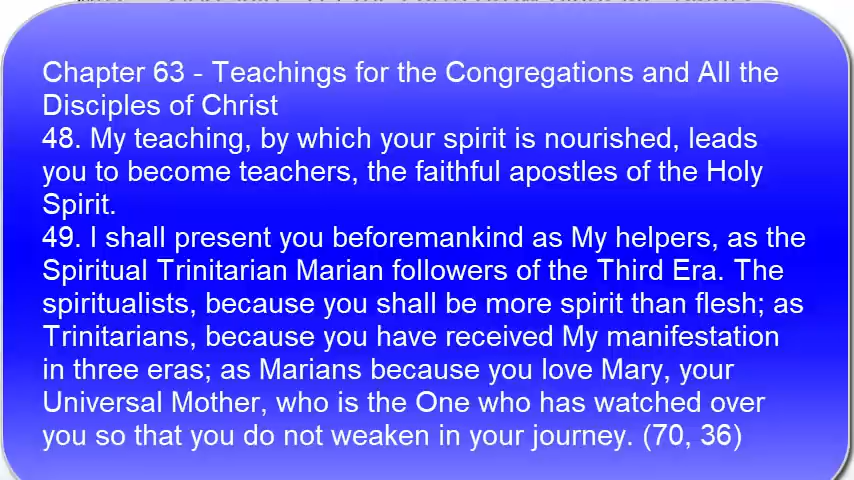 Chapter 63 - Teachings for the Congregations and All the
Disciples of Christ
48. My teaching, by which your spirit is nourished, leads
you to become teachers, the faithful apostles of the Holy
Spirit.
49. I shall present you beforemankind as My helpers, as the
Spiritual Trinitarian Marian followers of the Third Era. The
spiritualists, because you shall be more spirit than flesh; as
Trinitarians, because you have received My manifestation
in three eras; as Marians because you love Mary, your
Universal Mother, who is the One who has watched over
you so that you do not weaken in your journey. (70, 36)